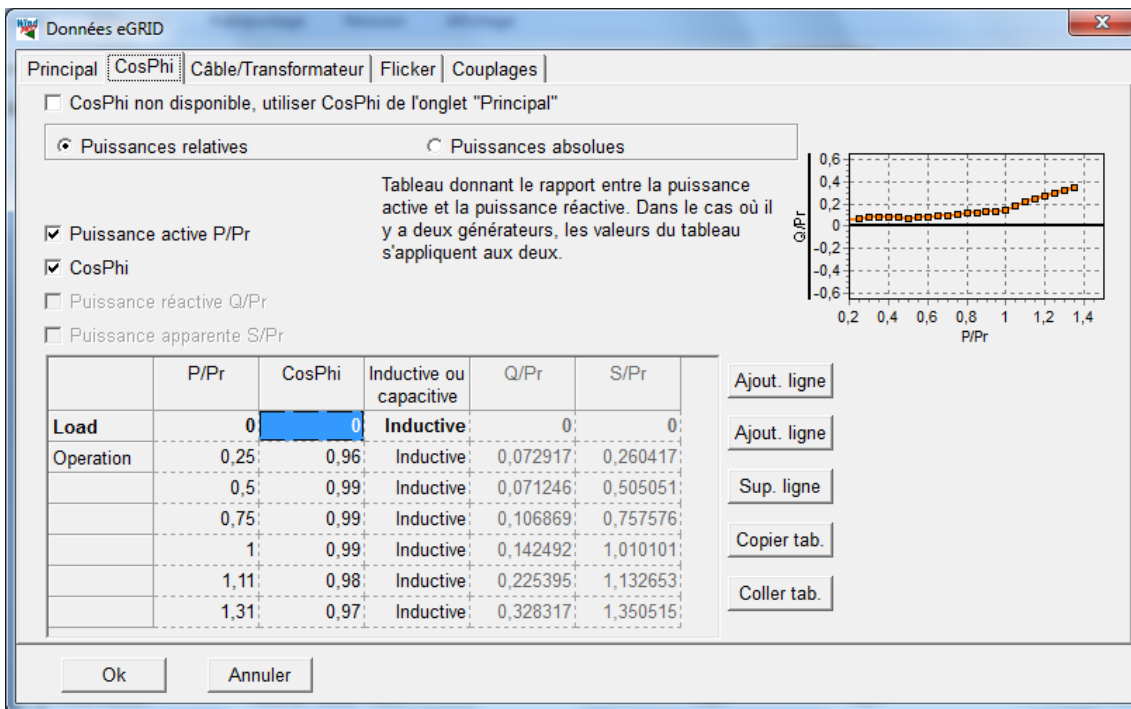 Données eGRID
Principal CosPhi Câble/Transformateur Flicker Couplages
CosPhi non disponible, utiliser CosPhi de l'onglet "Principal"
Puissances relatives Puissances absolues
Tableau donnant le rapport entre la puissance
active et la puissance réactive. Dans le cas où il
y a deux générateurs, les valeurs du tableau
s'appliquent aux deux.
Puissance active P/Pr
CosPhi
Puissance réactive Q/Pr
Puissance apparente S/Pr
0,6
0,4
0,2
0
-0,2
-0,4
-0,6
Q/Pr
0,2 0,4 0,6 0,8 1 1,2 1,4
P/Pr
P/Pr CosPhi Inductive ou Q/Pr S/Pr
capacitive
Load 0 0 Inductive 0 0
Operation 0,25 0,96 Inductive 0,072917 0,260417
0,5 0,99 Inductive 0,071246 0,505051
0,75 0,99 Inductive 0,106869 0,757576
1 0,99 Inductive 0,142492 1,010101
1,11 0,98 Inductive 0,225395 1,132653
1,31 0,97 Inductive 0,328317 1,350515
Ajout. ligne
Ajout. ligne
Sup. ligne
Copier tab.
Coller tab.
Ok Annuler